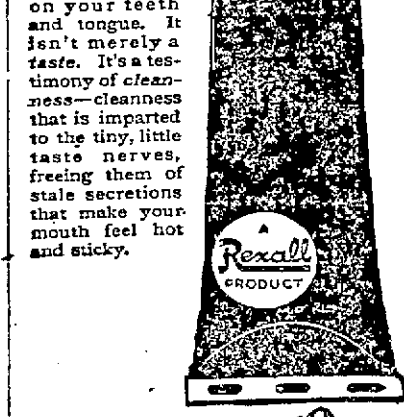 on your teeth
and tongue. It
isn't merely a
taste. It's a tes-
timony of clean-
ness—cleanness
that is imparted
to the tiny, little
taste nerves,
freeing them of
stale secretions
that make your
mouth feel hot
and sticky.
A
Rexall
PRODUCT